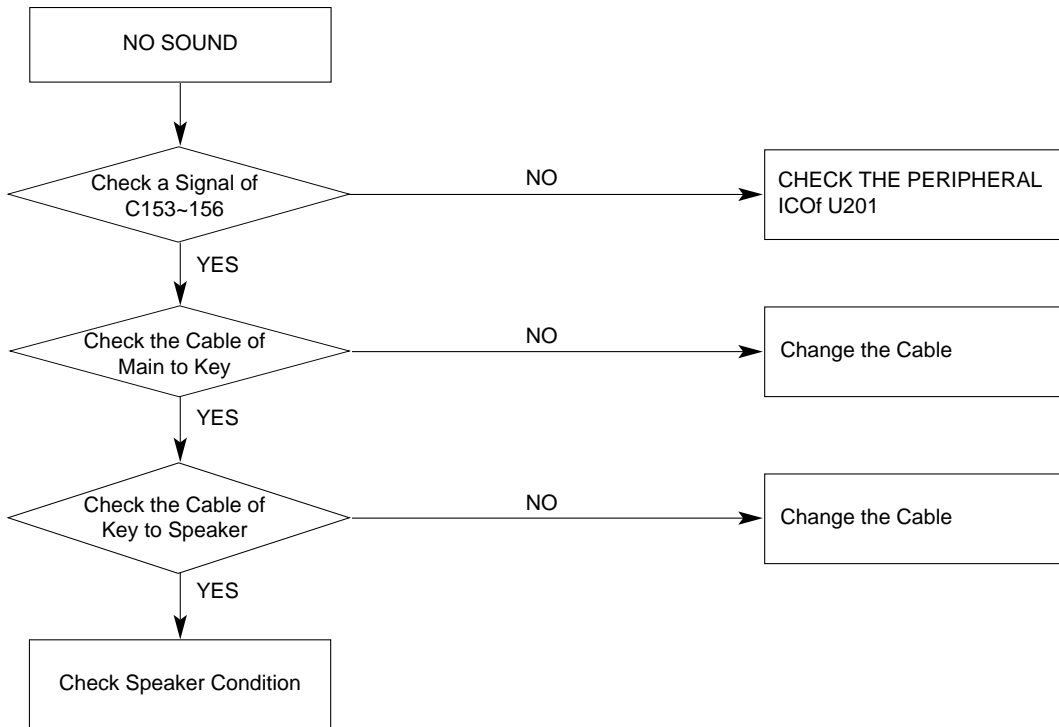 NO SOUND
Check a Signal of
C153~156
NO
CHECK THE PERIPHERAL
ICOf U201
YES
Check the Cable of
Main to Key
NO
Change the Cable
YES
Check the Cable of
Key to Speaker
NO
Change the Cable
YES
Check Speaker Condition